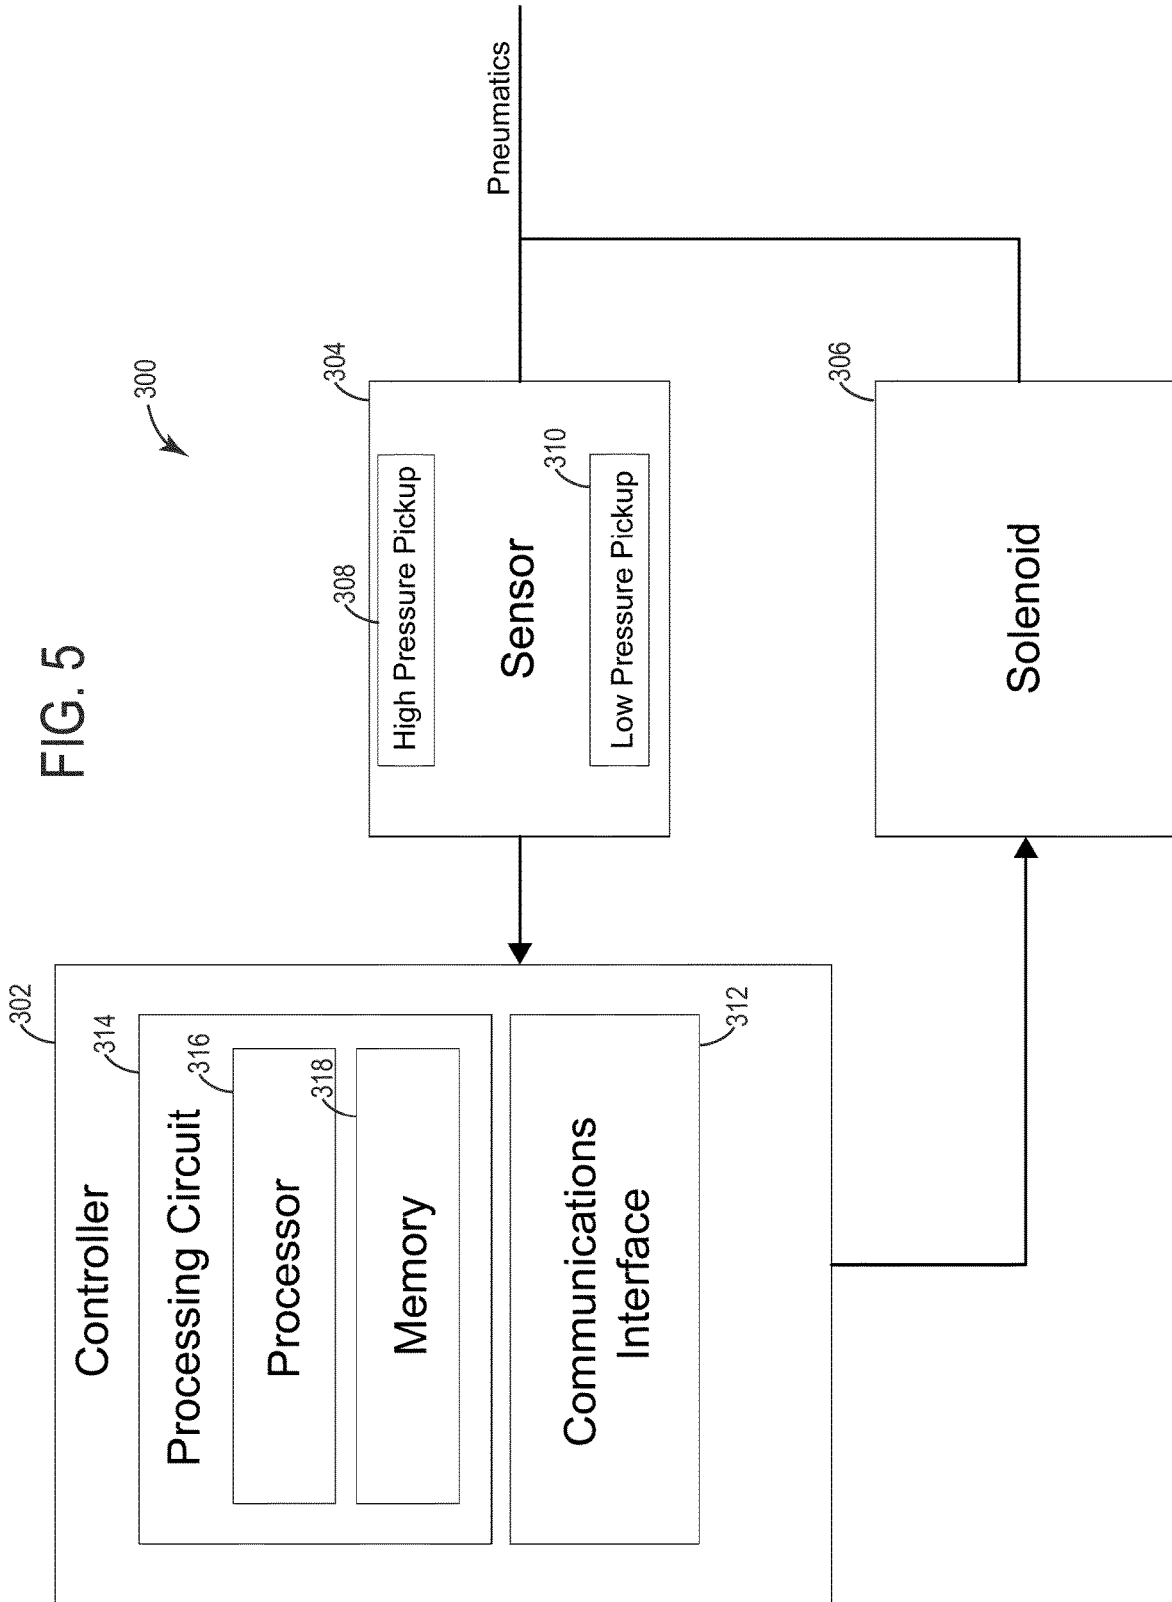 FIG. 5
300
302
Controller
314
Processing Circuit
316
Processor
318
Memory
312
Communications
Interface
304
308
High Pressure Pickup
Sensor
310
Low Pressure Pickup
Pneumatics
306
Solenoid